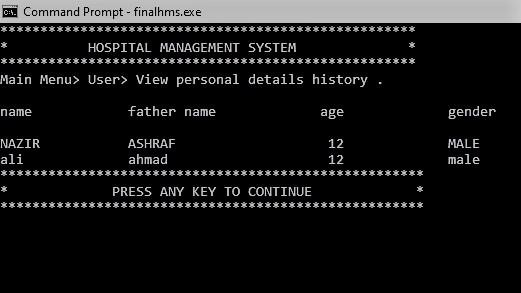 Command Prompt - finalhms.exe
****************************************************
* HOSPITAL MANAGEMENT SYSTEM *
****************************************************
Main Menu> User> View personal details history .
name father name age gender
NAZIR ASHRAF 12 MALE
ali ahmad 12 male
*****************************************************
* PRESS ANY KEY TO CONTINUE *
*****************************************************